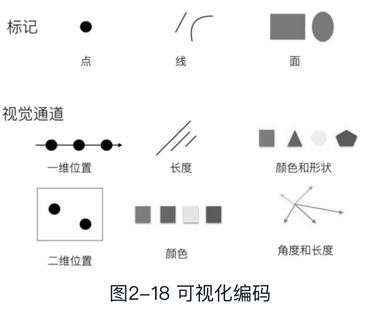 标记
点 线 面
视觉通道
一维位置 长度 颜色和形状
二维位置 颜色 角度和长度
图2-18 可视化编码